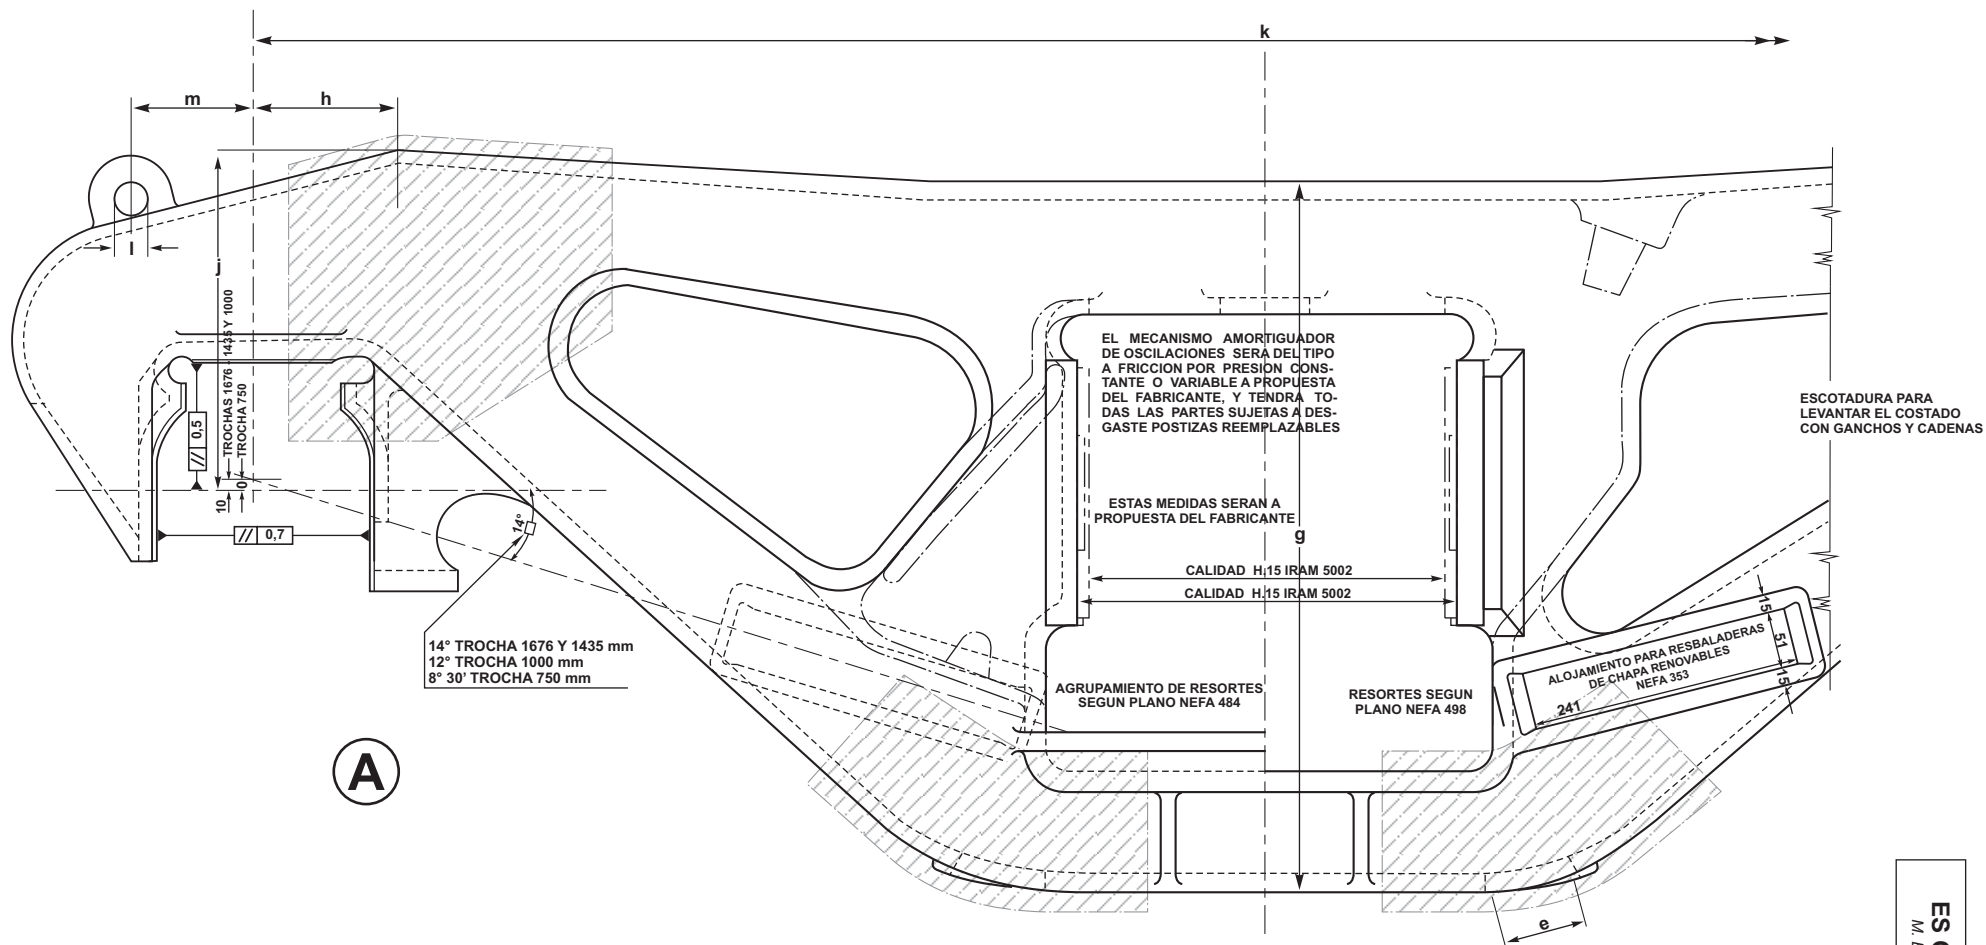 k
m
h
l
j
TROCHAS 1676 - 1435 Y 1000
TROCHA 750
// 0,5
10
0
// 0,7
14°
14° TROCHA 1676 Y 1435 mm
12° TROCHA 1000 mm
8° 30' TROCHA 750 mm
A
EL MECANISMO AMORTIGUADOR
DE OSCILACIONES SERA DEL TIPO
A FRICCION POR PRESION CONS-
TANTE O VARIABLE A PROPUESTA
DEL FABRICANTE, Y TENDRA TO-
DAS LAS PARTES SUJETAS A DES-
GASTE POSTIZAS REEMPLAZABLES
ESTAS MEDIDAS SERAN A
PROPUESTA DEL FABRICANTE
g
CALIDAD H.15 IRAM 5002
CALIDAD H.15 IRAM 5002
AGRUPAMIENTO DE RESORTES
SEGUN PLANO NEFA 484
RESORTES SEGUN
PLANO NEFA 498
ESCOTADURA PARA
LEVANTAR EL COSTADO
CON GANCHOS Y CADENAS
ALOJAMIENTO PARA RESBALADERAS
DE CHAPA RENOVABLES
NEFA 353
241
15
51
15
e
ES
M.